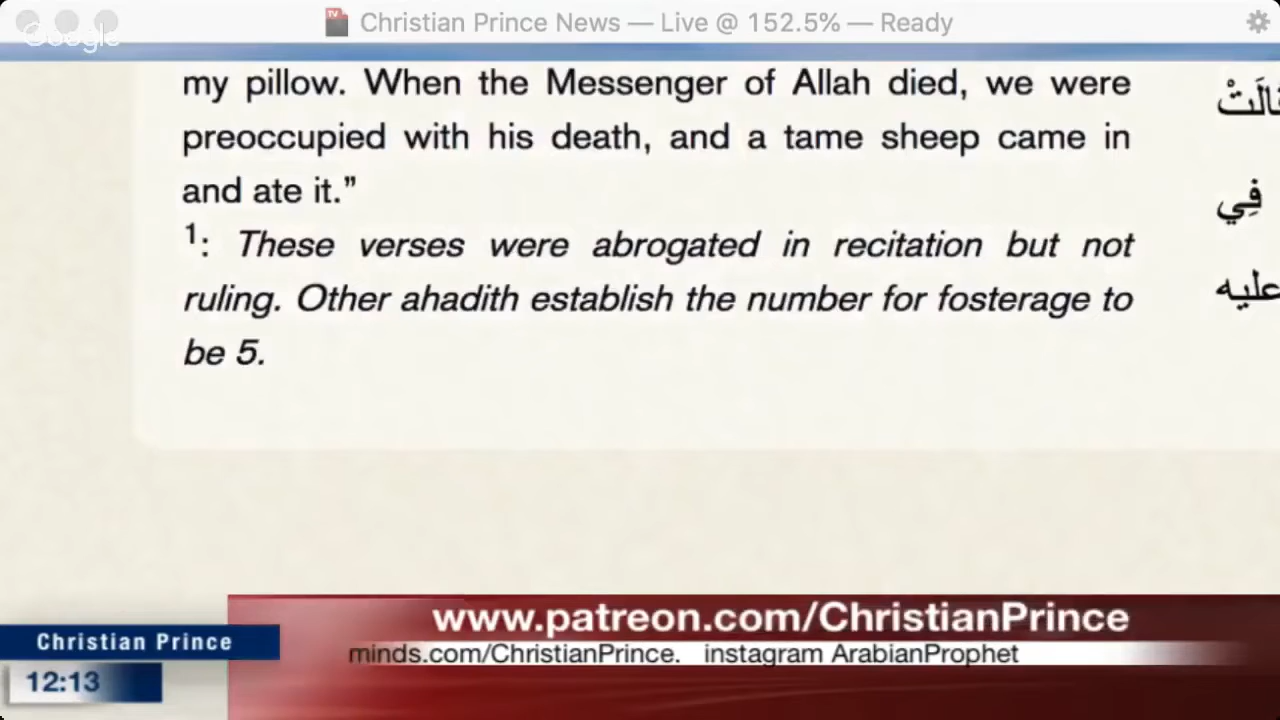 Google
Christian Prince News — Live @ 152.5% — Ready
my pillow. When the Messenger of Allah died, we were
preoccupied with his death, and a tame sheep came in
and ate it.”
1: These verses were abrogated in recitation but not
ruling. Other ahadith establish the number for fosterage to
be 5.
فِي
عليه
www.patreon.com/ChristianPrince
Christian Prince
minds.com/ChristianPrince. instagram ArabianProphet
12:13